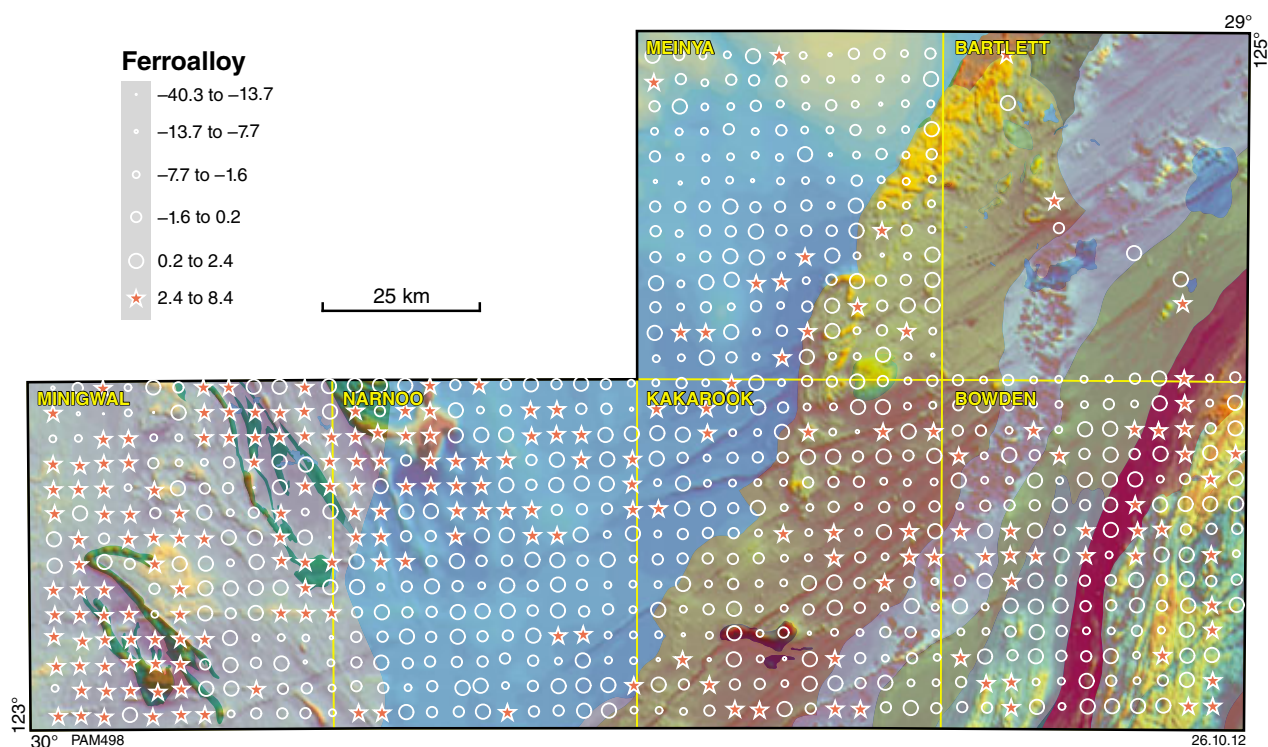 29°
125°
Ferroalloy
–40.3 to –13.7
–13.7 to –7.7
–7.7 to –1.6
–1.6 to 0.2
0.2 to 2.4
2.4 to 8.4
25 km
MEINYA
BARTLETT
MINIGWAL
NARNOO
KAKAROOK
BOWDEN
123°
30°
PAM498
26.10.12